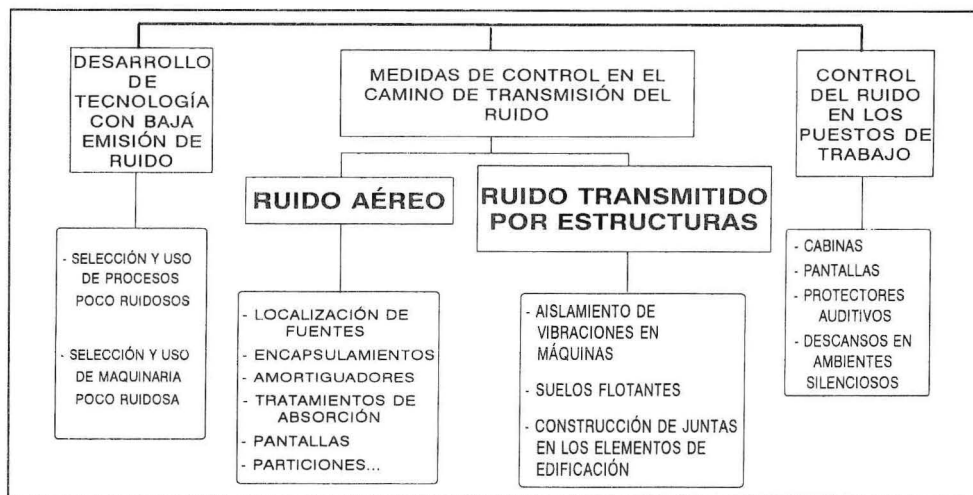 DESARROLLO
DE
TECNOLOGÍA
CON BAJA
EMISIÓN DE
RUIDO
- SELECCIÓN Y USO
DE PROCESOS
POCO RUIDOSOS
- SELECCIÓN Y USO
DE MAQUINARIA
POCO RUIDOSA
MEDIDAS DE CONTROL EN EL
CAMINO DE TRANSMISIÓN DEL
RUIDO
RUIDO AÉREO
- LOCALIZACIÓN DE
FUENTES
- ENCAPSULAMIENTOS
- AMORTIGUADORES
- TRATAMIENTOS DE
ABSORCIÓN
- PANTALLAS
- PARTICIONES...
RUIDO TRANSMITIDO
POR ESTRUCTURAS
- AISLAMIENTO DE
VIBRACIONES EN
MÁQUINAS
- SUELOS FLOTANTES
- CONSTRUCCIÓN DE JUNTAS
EN LOS ELEMENTOS DE
EDIFICACIÓN
CONTROL
DEL RUIDO
EN LOS
PUESTOS DE
TRABAJO
- CABINAS
- PANTALLAS
- PROTECTORES
AUDITIVOS
- DESCANSOS EN
AMBIENTES
SILENCIOSOS